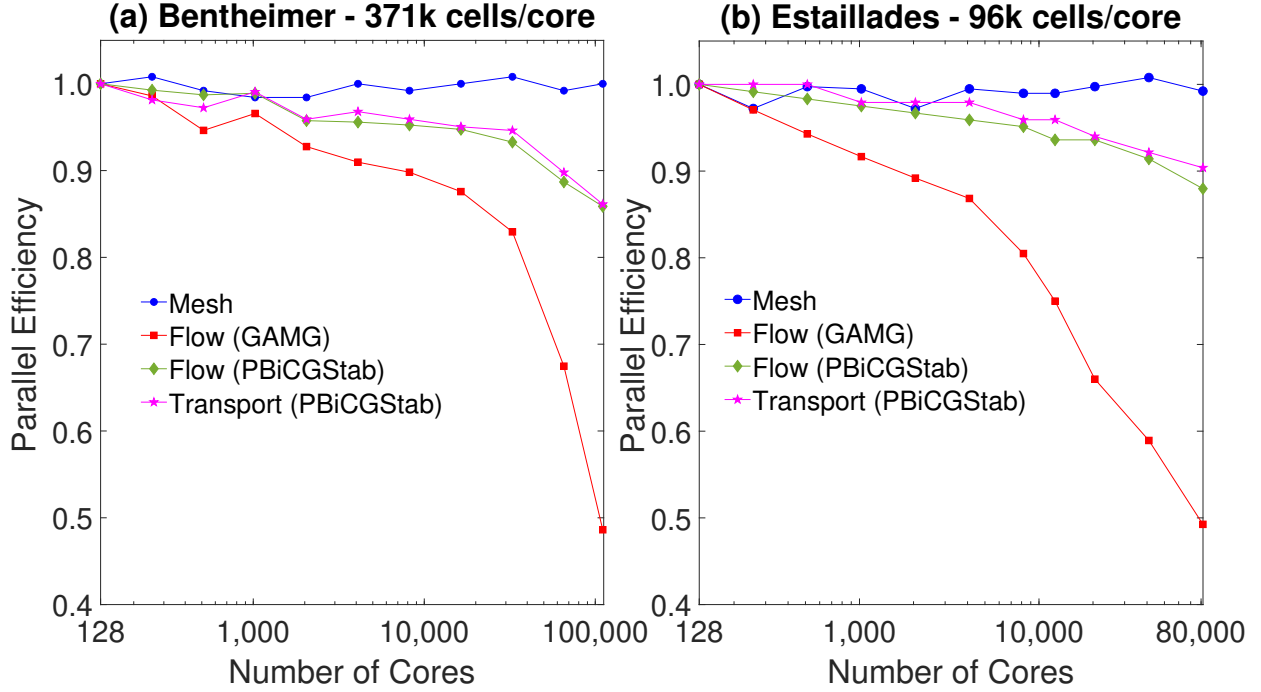 (a) Bentheimer - 371k cells/core
Parallel Efficiency
1.0
0.9
0.8
0.7
0.6
0.5
0.4
Mesh
Flow (GAMG)
Flow (PBiCGStab)
Transport (PBiCGStab)
128
1,000
10,000
100,000
Number of Cores
(b) Estaillades - 96k cells/core
Parallel Efficiency
1.0
0.9
0.8
0.7
0.6
0.5
0.4
Mesh
Flow (GAMG)
Flow (PBiCGStab)
Transport (PBiCGStab)
128
1,000
10,000
80,000
Number of Cores